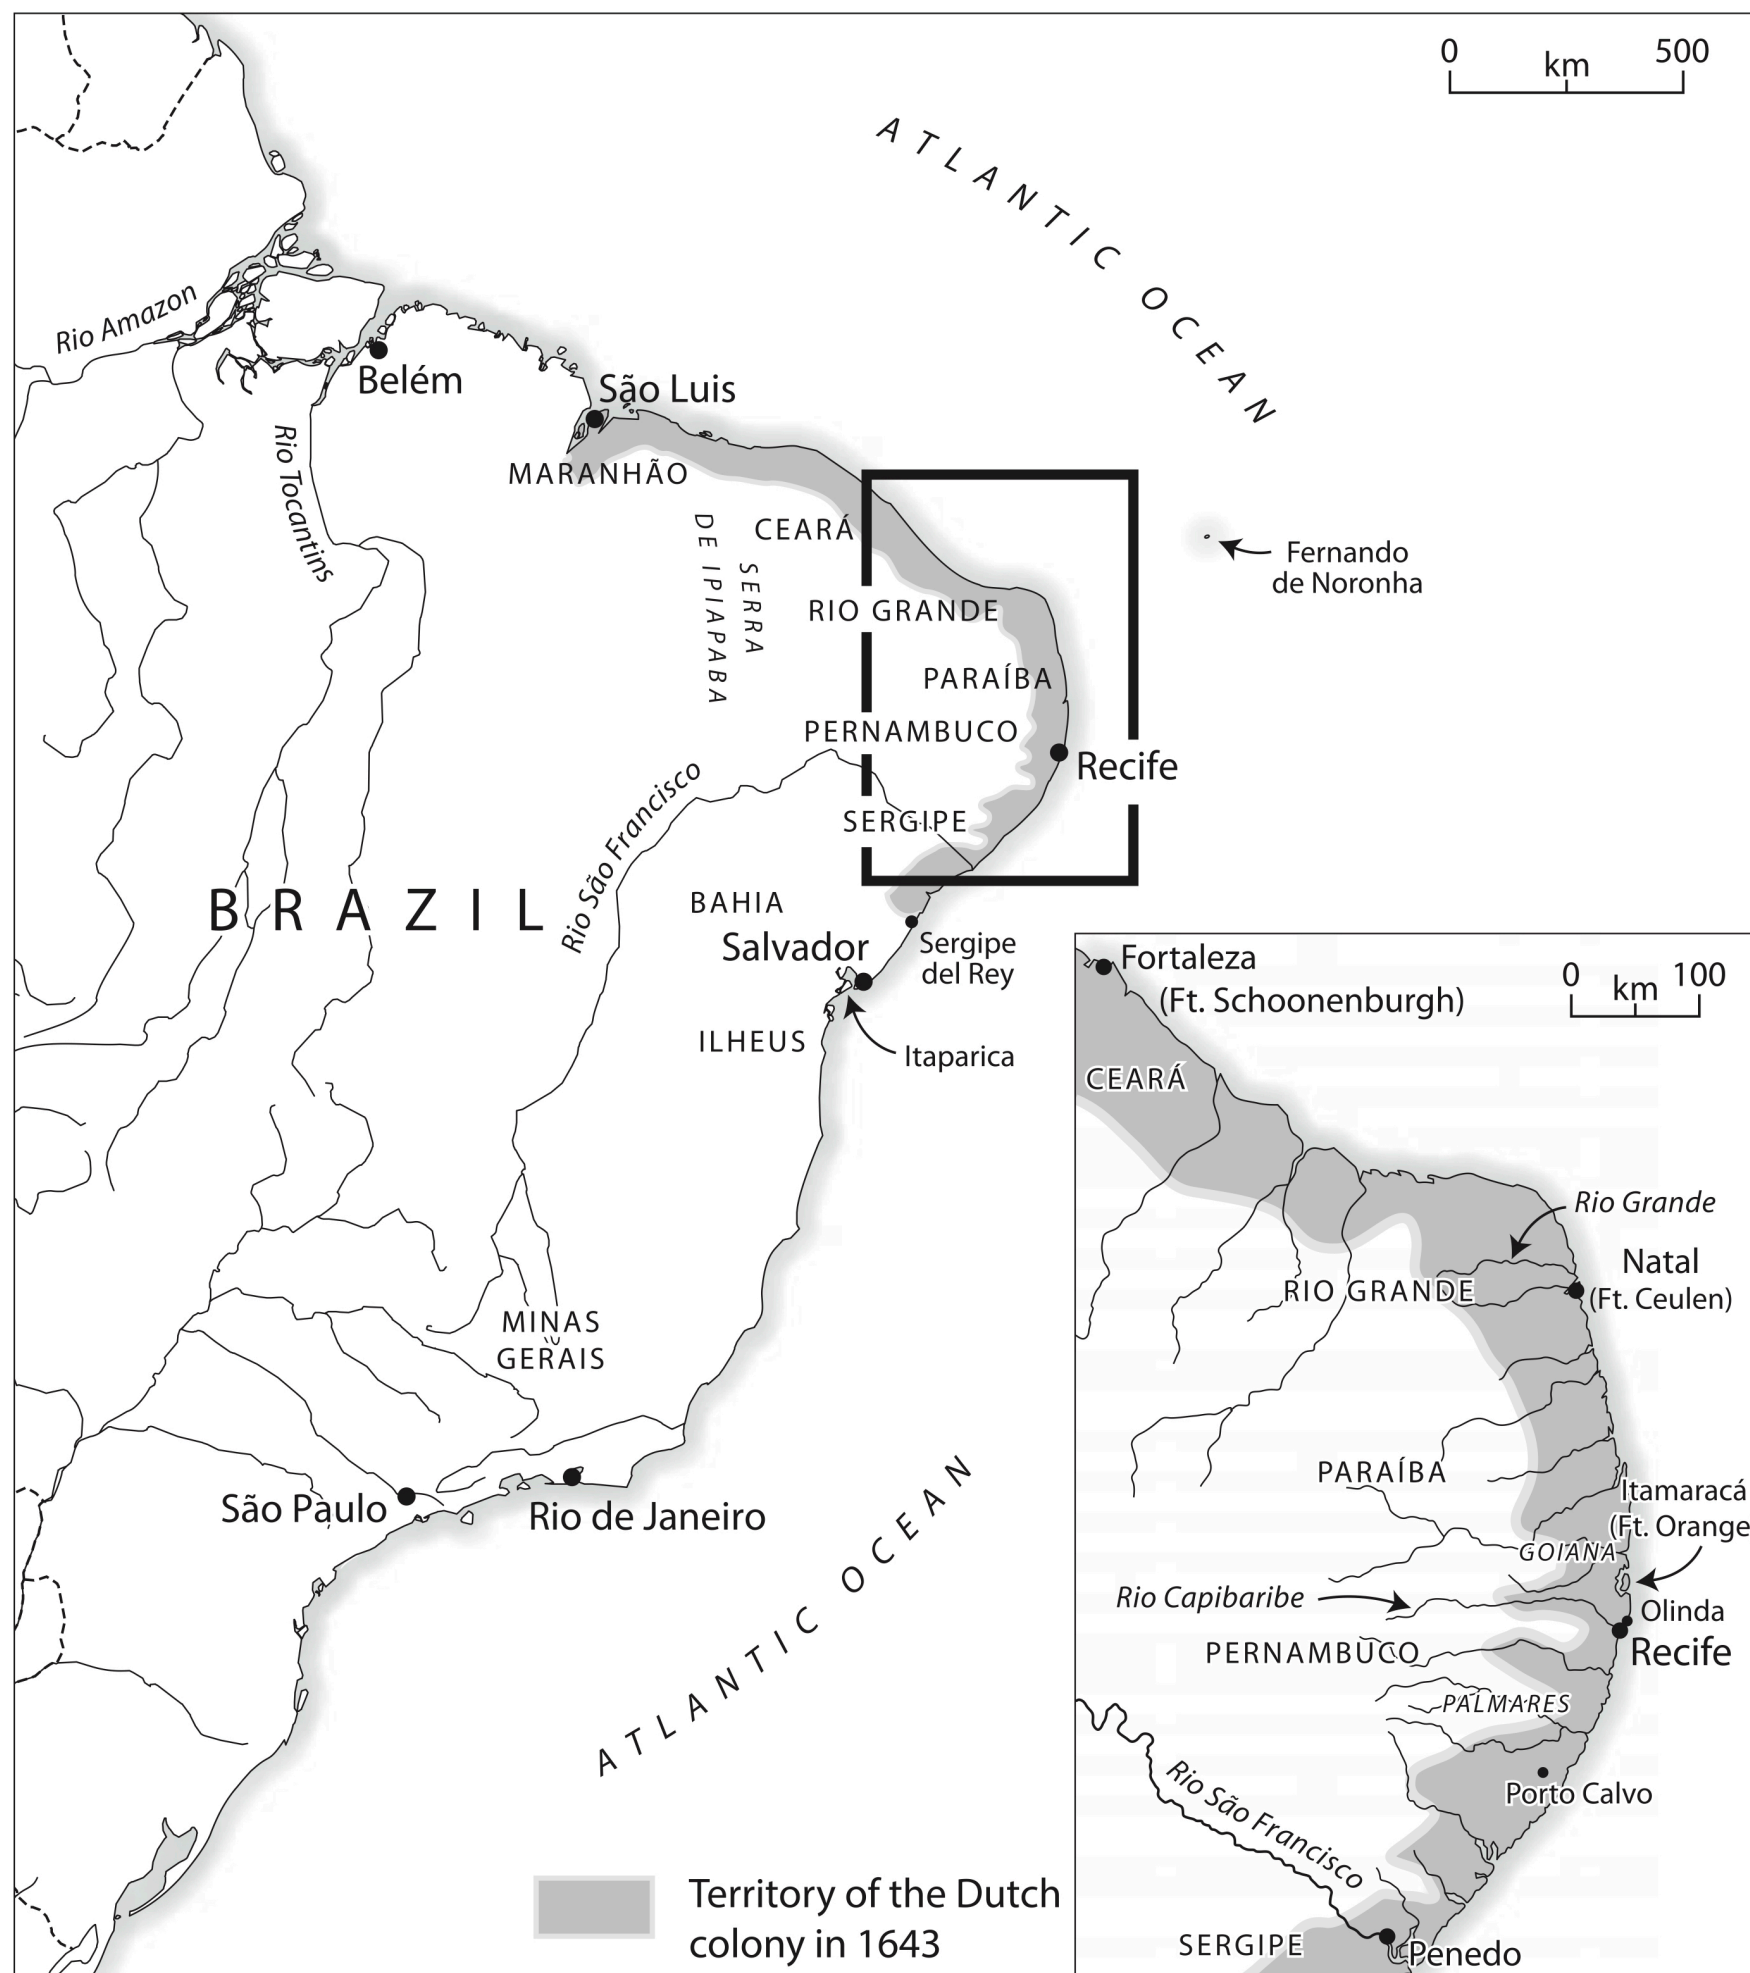 0 km 500
ATLANTIC OCEAN
Rio Amazon
Belém
São Luis
Rio Tocantins
MARANHÃO
CEARÁ
SERRA
DE IPIAPABA
Fernando
de Noronha
RIO GRANDE
PARAÍBA
PERNAMBUCO
Recife
Rio São Francisco
SERGIPE
BRAZIL
BAHIA
Salvador
Sergipe
del Rey
ILHEUS
Itaparica
MINAS
GERAIS
São Paulo
Rio de Janeiro
ATLANTIC OCEAN
Territory of the Dutch
colony in 1643
Fortaleza
(Ft. Schoonenburgh)
0 km 100
CEARÁ
Rio Grande
Natal
(Ft. Ceulen)
RIO GRANDE
PARAÍBA
Itamaracá
(Ft. Orange
GOIANA
Rio Capibaribe
Olinda
Recife
PERNAMBUCO
PALMARES
Porto Calvo
Rio São Francisco
SERGIPE
Penedo